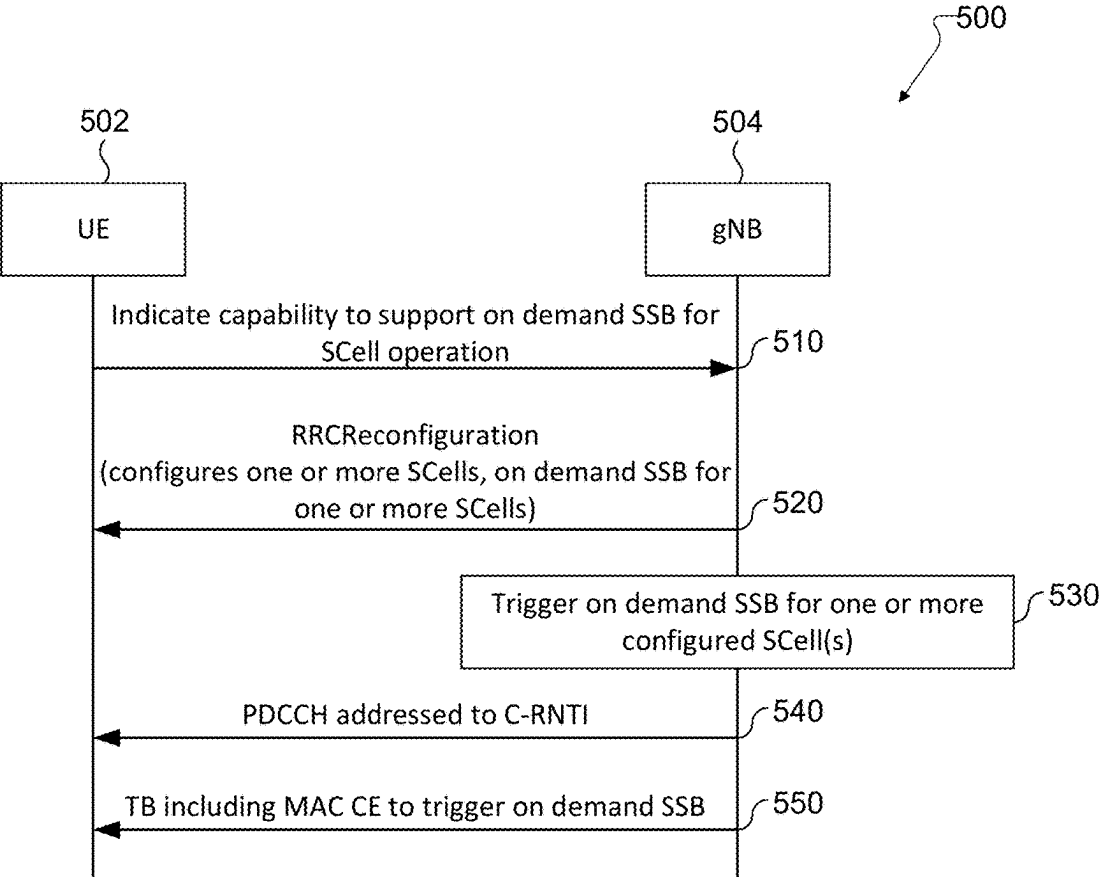 500
502
504
UE
gNB
Indicate capability to support on demand SSB for
SCell operation
510
RRCReconfiguration
(configures one or more SCells, on demand SSB for
one or more SCells)
520
Trigger on demand SSB for one or more
configured SCell(s)
530
PDCCH addressed to C-RNTI
540
TB including MAC CE to trigger on demand SSB
550